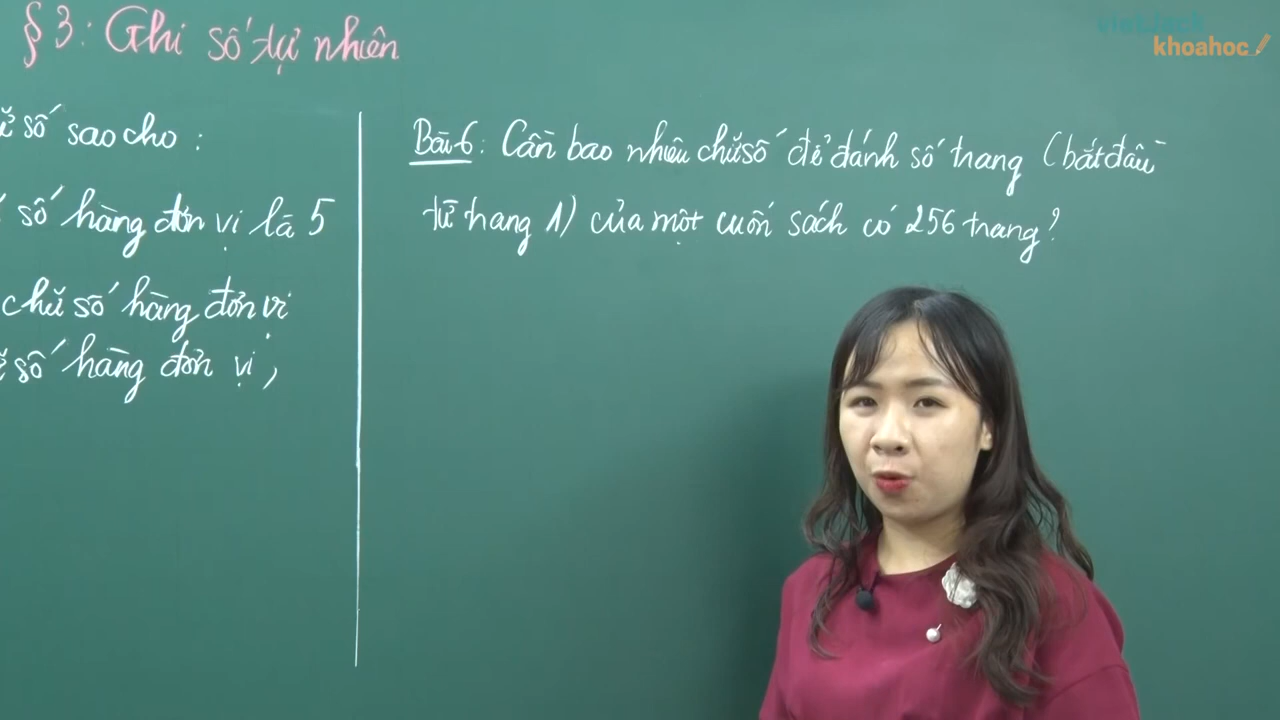 §3: Ghi số tự nhiên
VietJack
khoahoc
ữ số sao cho :
số hàng đơn vị là 5
chữ số hàng đơn vị
số hàng đơn vị ,
Bài 6: Cần bao nhiêu chữ số để đánh số trang (bắt đầu
từ trang 1) của một cuốn sách có 256 trang?